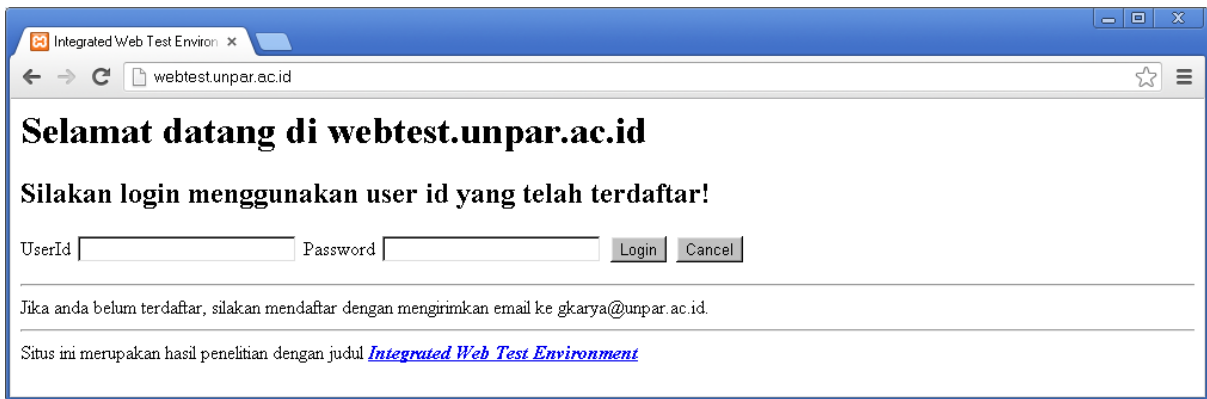 Integrated Web Test Environ
webtest.unpar.ac.id
Selamat datang di webtest.unpar.ac.id
Silakan login menggunakan user id yang telah terdaftar!
UserId Password Login Cancel
Jika anda belum terdaftar, silakan mendaftar dengan mengirimkan email ke gkarya@unpar.ac.id.
Situs ini merupakan hasil penelitian dengan judul Integrated Web Test Environment